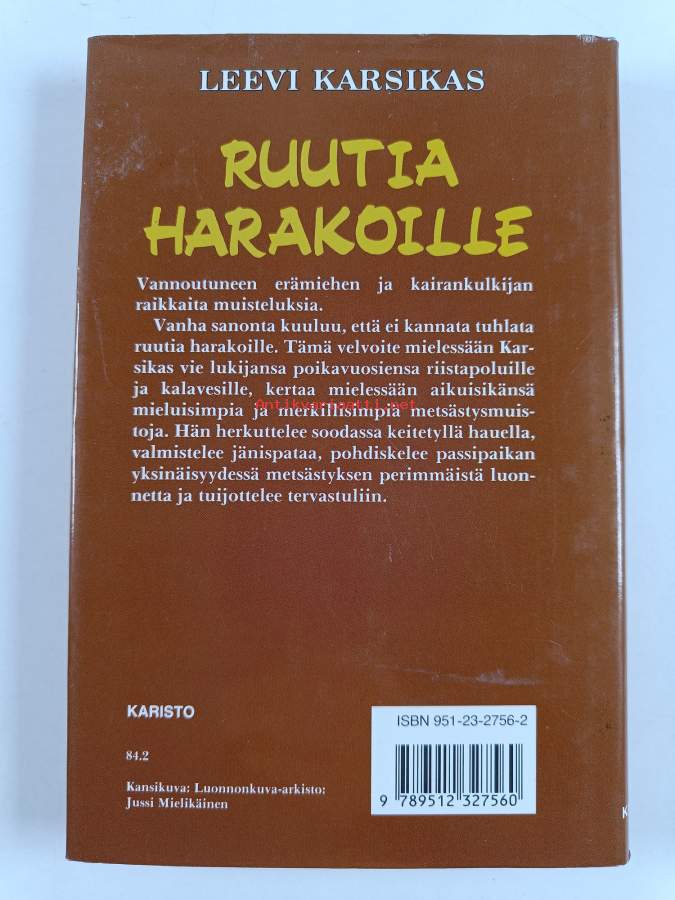 LEEVI KARSIKAS
RUUTIA
HARAKOILLE
Vannoutuneen erämiehen ja kairankulkijan
raikkaita muisteluksia.
Vanha sanonta kuuluu, että ei kannata tuhlata
ruutia harakoille. Tämä velvoite mielessään Kar-
sikas vie lukijansa poikavuosiensa riistapoluille
ja kalavesille, kertaa mielessään aikuisikänsä
Antikvariaatti.net
mieluisimpia ja merkillisimpiä metsästysmuis-
toja. Hän herkuttelee soodassa keitetyllä hauella,
valmistelee jänispataa, pohdiskelee passipaikan
yksinäisyydessä metsästyksen perimmäistä luon-
netta ja tuijottelee tervastuliin.
KARISTO
ISBN 951-23-2756-2
84.2
Kansikuva: Luonnonkuva-arkisto:
Jussi Mielikäinen
9 789512 327560
K